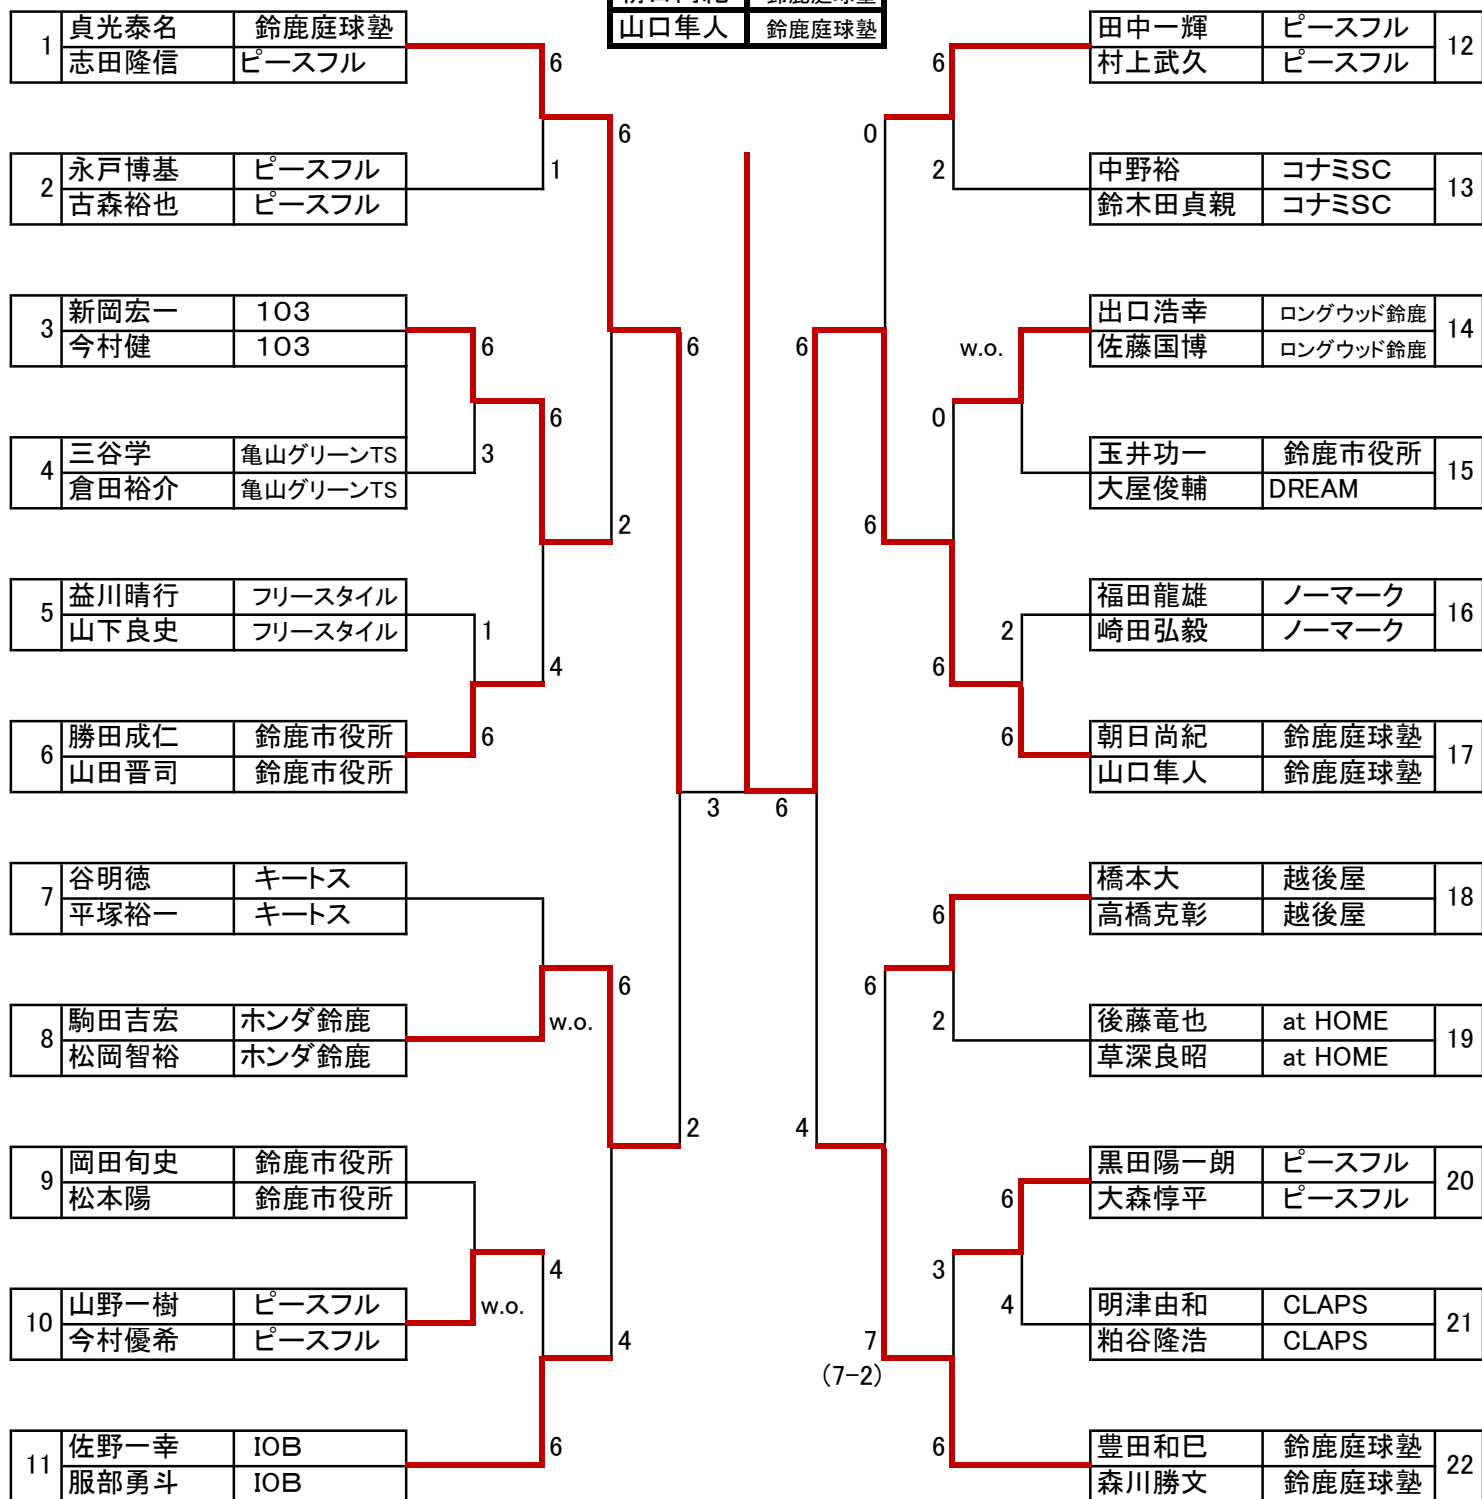 山口隼人 鈴鹿庭球塾
1 貞光泰名 鈴鹿庭球塾
志田隆信 ピースフル
2 永戸博基 ピースフル
古森裕也 ピースフル
3 新岡宏一 103
今村健 103
4 三谷学 亀山グリーンTS
倉田裕介 亀山グリーンTS
5 益川晴行 フリースタイル
山下良史 フリースタイル
6 勝田成仁 鈴鹿市役所
山田晋司 鈴鹿市役所
7 谷明徳 キートス
平塚裕一 キートス
8 駒田吉宏 ホンダ鈴鹿
松岡智裕 ホンダ鈴鹿
9 岡田旬史 鈴鹿市役所
松本陽 鈴鹿市役所
10 山野一樹 ピースフル
今村優希 ピースフル
11 佐野一幸 IOB
服部勇斗 IOB
6
1
6
6
3
6
1
6
4
2
6
w.o.
6
w.o.
4
6
4
2
3
6
田中一輝 ピースフル 12
村上武久 ピースフル
中野裕 コナミSC 13
鈴木田貞親 コナミSC
出口浩幸 ロングウッド鈴鹿 14
佐藤国博 ロングウッド鈴鹿
玉井功一 鈴鹿市役所 15
大屋俊輔 DREAM
福田龍雄 ノーマーク 16
崎田弘毅 ノーマーク
朝日尚紀 鈴鹿庭球塾 17
山口隼人 鈴鹿庭球塾
橋本大 越後屋 18
高橋克彰 越後屋
後藤竜也 at HOME 19
草深良昭 at HOME
黒田陽一朗 ピースフル 20
大森惇平 ピースフル
明津由和 CLAPS 21
粕谷隆浩 CLAPS
豊田和巳 鈴鹿庭球塾 22
森川勝文 鈴鹿庭球塾
6
0
2
w.o.
6
0
6
2
6
6
6
6
2
4
6
3
4
7
(7-2)
6